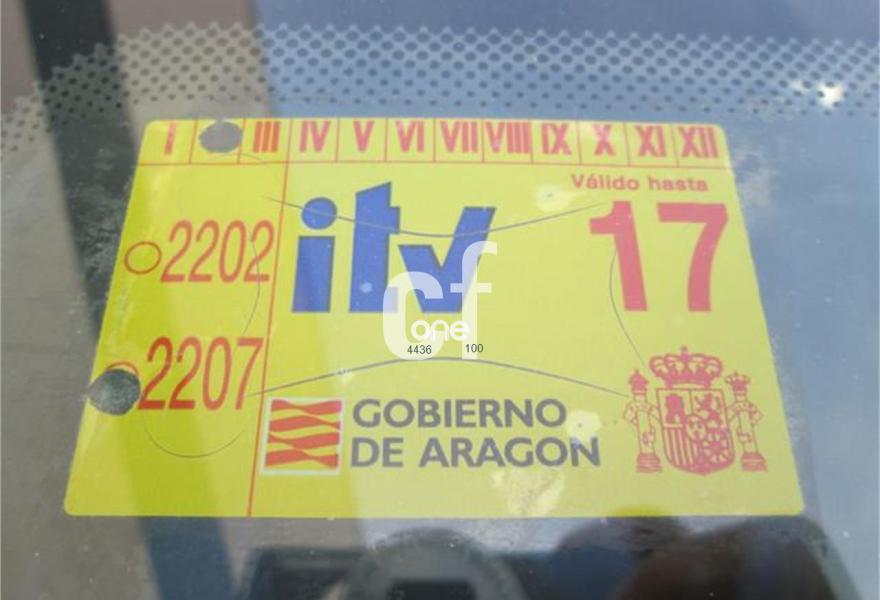 I III IV V VI VII VIII IX X XI XII
Válido hasta
2202 itv 17
cf
one
4436 100
2207
GOBIERNO
DE ARAGON